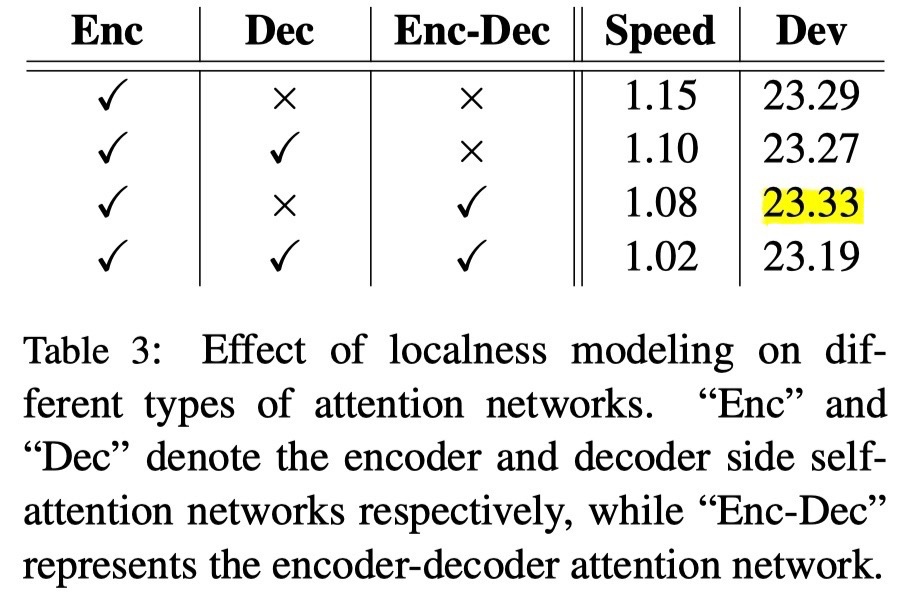 Enc Dec Enc-Dec Speed Dev
✓ × × 1.15 23.29
✓ ✓ × 1.10 23.27
✓ × ✓ 1.08 23.33
✓ ✓ ✓ 1.02 23.19
Table 3: Effect of localness modeling on dif-
ferent types of attention networks. “Enc” and
“Dec” denote the encoder and decoder side self-
attention networks respectively, while “Enc-Dec”
represents the encoder-decoder attention network.